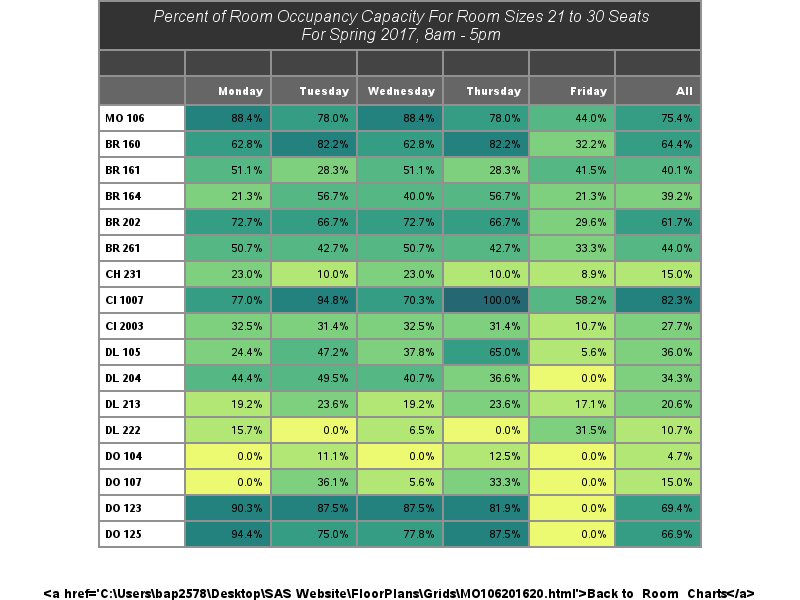 Percent of Room Occupancy Capacity For Room Sizes 21 to 30 Seats
For Spring 2017, 8am - 5pm
Monday Tuesday Wednesday Thursday Friday All
MO 106 88.4% 78.0% 88.4% 78.0% 44.0% 75.4%
BR 160 62.8% 82.2% 62.8% 82.2% 32.2% 64.4%
BR 161 51.1% 28.3% 51.1% 28.3% 41.5% 40.1%
BR 164 21.3% 56.7% 40.0% 56.7% 21.3% 39.2%
BR 202 72.7% 66.7% 72.7% 66.7% 29.6% 61.7%
BR 261 50.7% 42.7% 50.7% 42.7% 33.3% 44.0%
CH 231 23.0% 10.0% 23.0% 10.0% 8.9% 15.0%
CI 1007 77.0% 94.8% 70.3% 100.0% 58.2% 82.3%
CI 2003 32.5% 31.4% 32.5% 31.4% 10.7% 27.7%
DL 105 24.4% 47.2% 37.8% 65.0% 5.6% 36.0%
DL 204 44.4% 49.5% 40.7% 36.6% 0.0% 34.3%
DL 213 19.2% 23.6% 19.2% 23.6% 17.1% 20.6%
DL 222 15.7% 0.0% 6.5% 0.0% 31.5% 10.7%
DO 104 0.0% 11.1% 0.0% 12.5% 0.0% 4.7%
DO 107 0.0% 36.1% 5.6% 33.3% 0.0% 15.0%
DO 123 90.3% 87.5% 87.5% 81.9% 0.0% 69.4%
DO 125 94.4% 75.0% 77.8% 87.5% 0.0% 66.9%
<a href='C:\Users\bap2578\Desktop\SAS Website\FloorPlans\Grids\MO106201620.html'>Back to Room Charts</a>